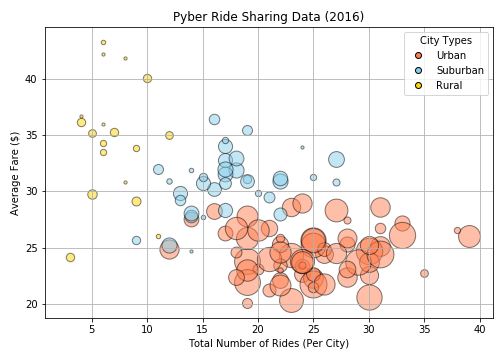 Pyber Ride Sharing Data (2016)
City Types
Urban
Suburban
Rural
Average Fare ($)
40
35
30
25
20
5 10 15 20 25 30 35 40
Total Number of Rides (Per City)